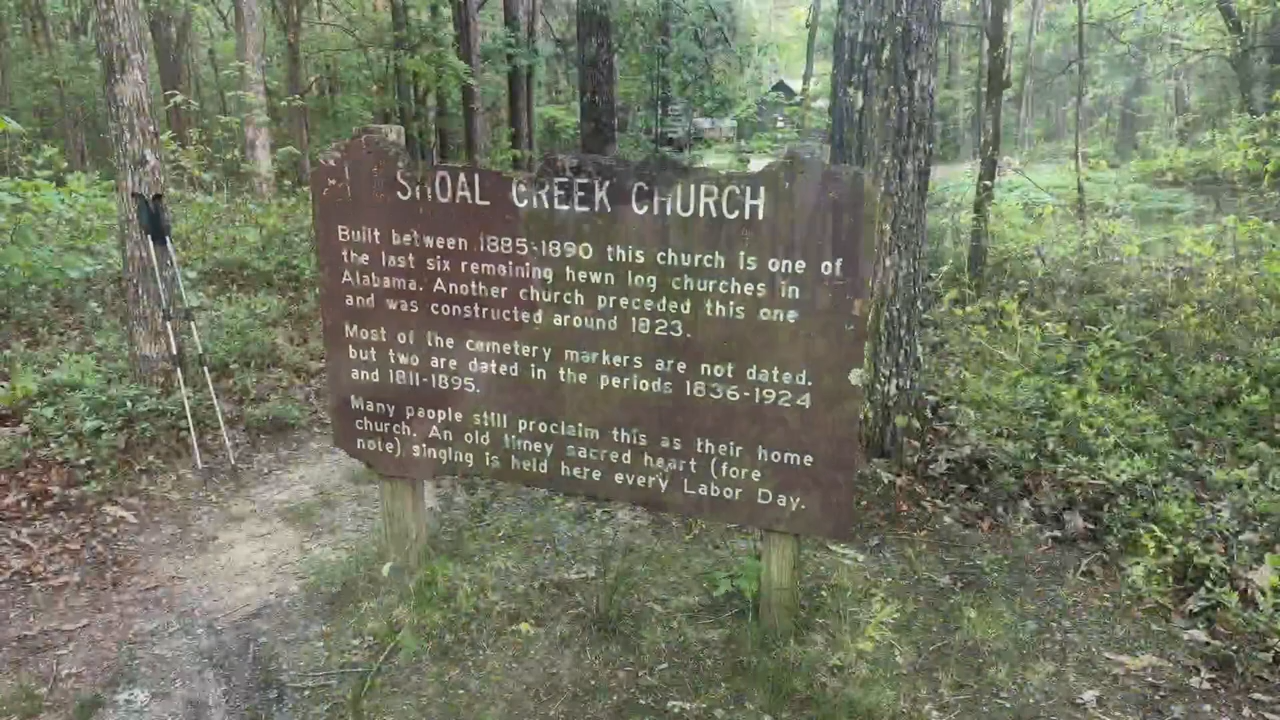 SHOAL CREEK CHURCH
Built between 1885-1890 this church is one of
the last six remaining hewn log churches in
Alabama. Another church preceded this one
and was constructed around 1823.
Most of the cemetery markers are not dated.
but two are dated in the periods 1836-1924
and 1811-1895.
Many people still proclaim this as their home
church. An old timey sacred heart (fore
note) singing is held here every Labor Day.